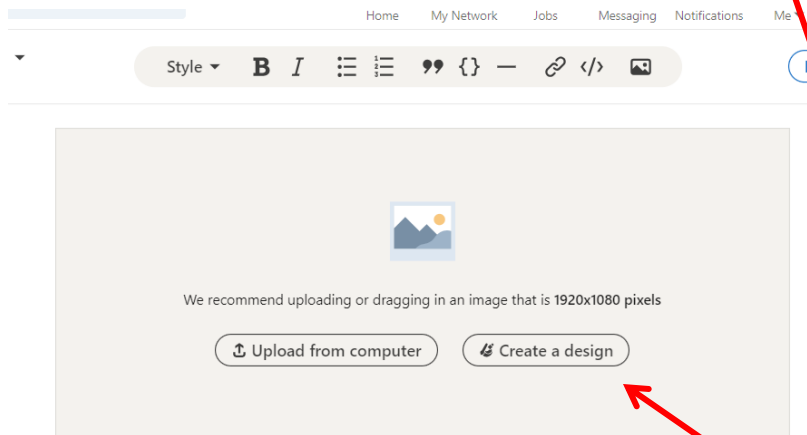 Home My Network Jobs Messaging Notifications Me
Style B I {} </>
We recommend uploading or dragging in an image that is 1920x1080 pixels
Upload from computer Create a design